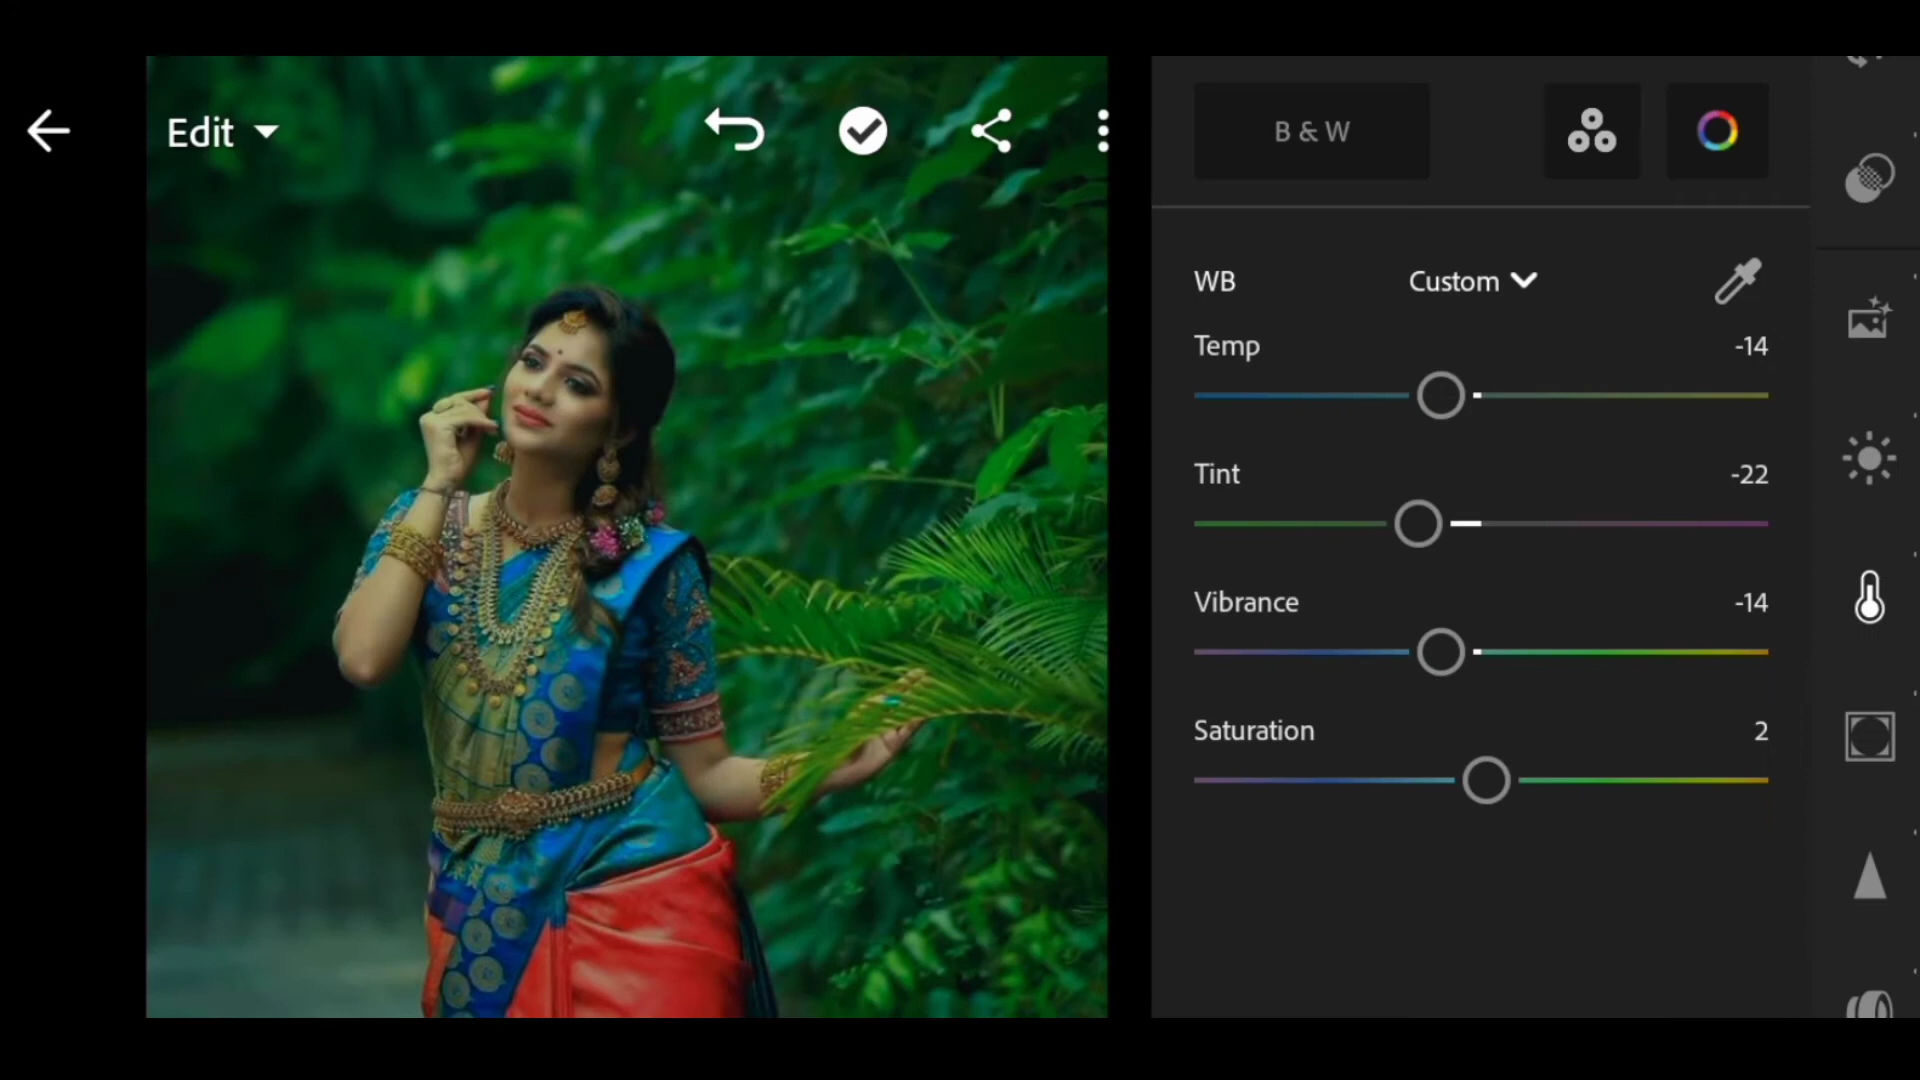 Edit
B & W
WB Custom
Temp -14
Tint -22
Vibrance -14
Saturation 2